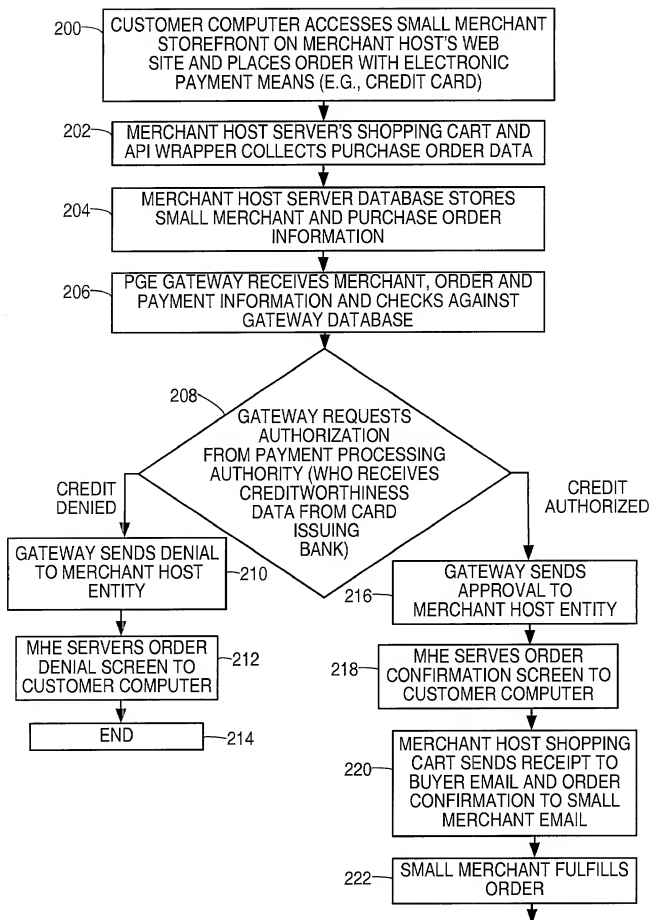 200
CUSTOMER COMPUTER ACCESSES SMALL MERCHANT
STOREFRONT ON MERCHANT HOST'S WEB
SITE AND PLACES ORDER WITH ELECTRONIC
PAYMENT MEANS (E.G., CREDIT CARD)
202
MERCHANT HOST SERVER'S SHOPPING CART AND
API WRAPPER COLLECTS PURCHASE ORDER DATA
204
MERCHANT HOST SERVER DATABASE STORES
SMALL MERCHANT AND PURCHASE ORDER
INFORMATION
206
PGE GATEWAY RECEIVES MERCHANT, ORDER AND
PAYMENT INFORMATION AND CHECKS AGAINST
GATEWAY DATABASE
208
GATEWAY REQUESTS
AUTHORIZATION
FROM PAYMENT PROCESSING
AUTHORITY (WHO RECEIVES
CREDITWORTHINESS
DATA FROM CARD
ISSUING
BANK)
CREDIT
DENIED
GATEWAY SENDS DENIAL
TO MERCHANT HOST
ENTITY
210
MHE SERVERS ORDER
DENIAL SCREEN TO
CUSTOMER COMPUTER
212
END
214
CREDIT
AUTHORIZED
216
GATEWAY SENDS
APPROVAL TO
MERCHANT HOST ENTITY
218
MHE SERVES ORDER
CONFIRMATION SCREEN TO
CUSTOMER COMPUTER
220
MERCHANT HOST SHOPPING
CART SENDS RECEIPT TO
BUYER EMAIL AND ORDER
CONFIRMATION TO SMALL
MERCHANT EMAIL
222
SMALL MERCHANT FULFILLS
ORDER